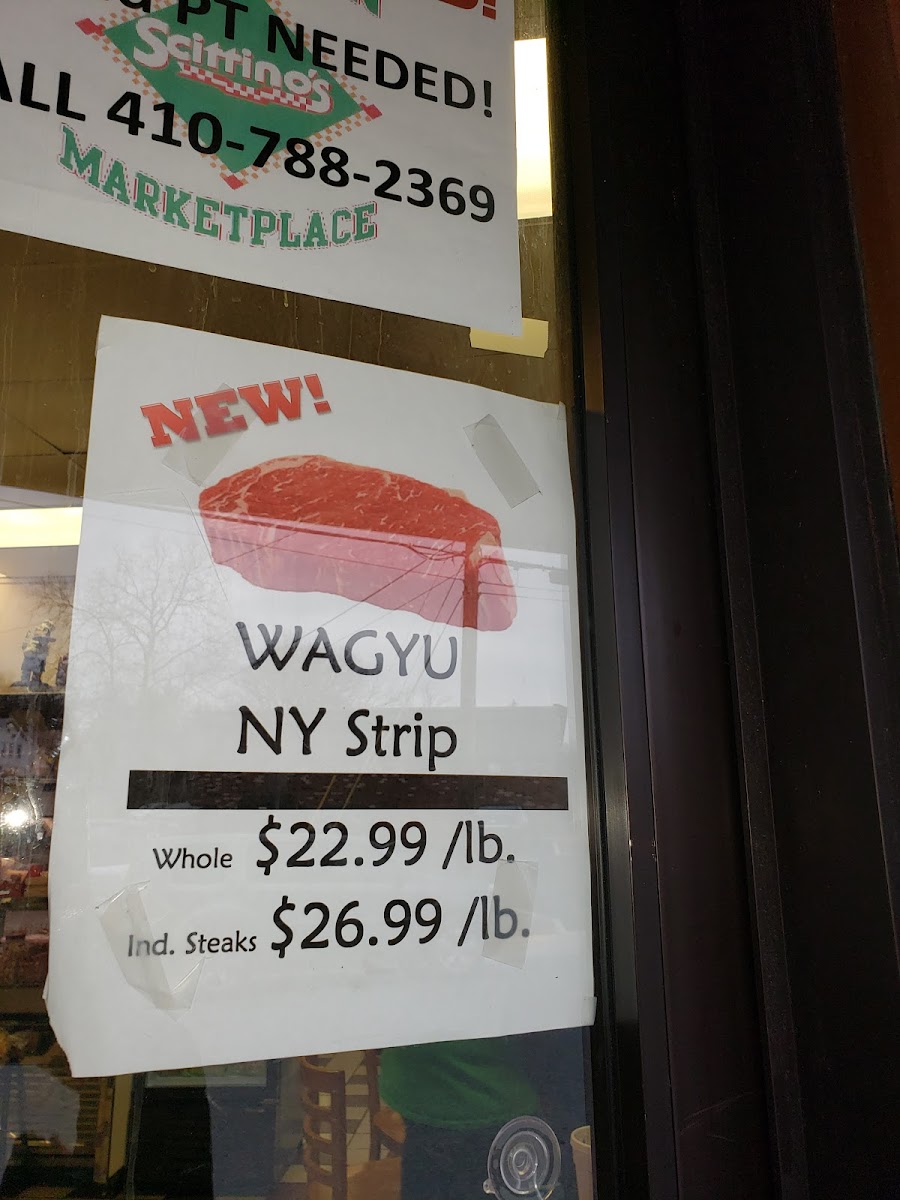 PT NEEDED!
Scittino's
410-788-2369
MARKETPLACE
NEW!
WAGYU
NY Strip
Whole $22.99 /lb.
Ind. Steaks $26.99 /lb.